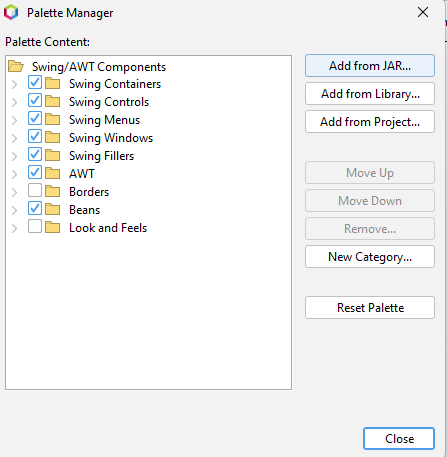 Palette Manager
Palette Content:
Swing/AWT Components
Swing Containers
Swing Controls
Swing Menus
Swing Windows
Swing Fillers
AWT
Borders
Beans
Look and Feels
Add from JAR...
Add from Library...
Add from Project...
Move Up
Move Down
Remove...
New Category...
Reset Palette
Close